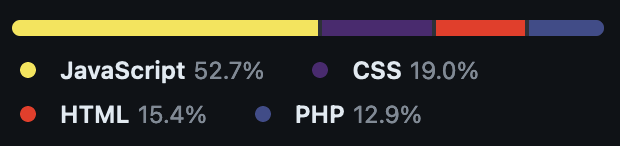 JavaScript 52.7% CSS 19.0%
HTML 15.4% PHP 12.9%